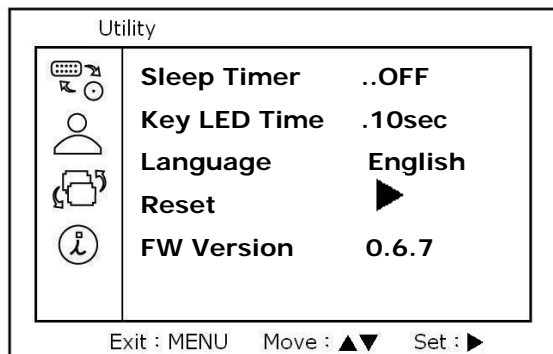 Utility
Sleep Timer ..OFF
Key LED Time .10sec
Language English
Reset ▶
FW Version 0.6.7
Exit : MENU Move : ▲▼ Set : ▶